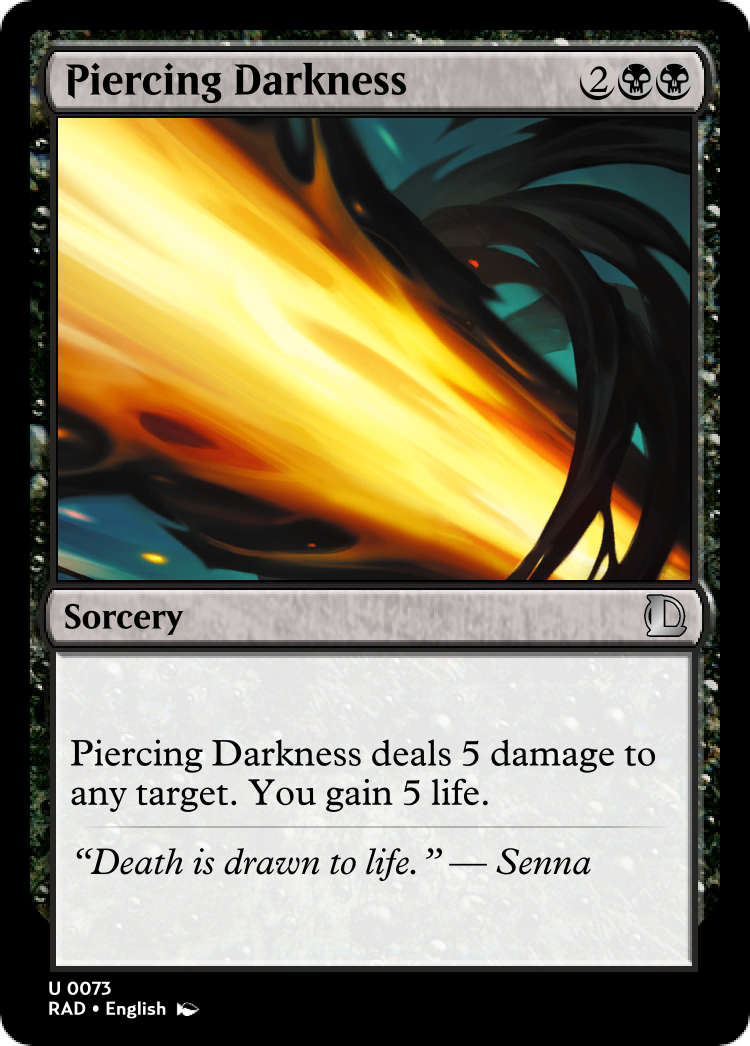 Piercing Darkness 2
Sorcery
Piercing Darkness deals 5 damage to
any target. You gain 5 life.
“Death is drawn to life.” — Senna
U 0073
RAD • English